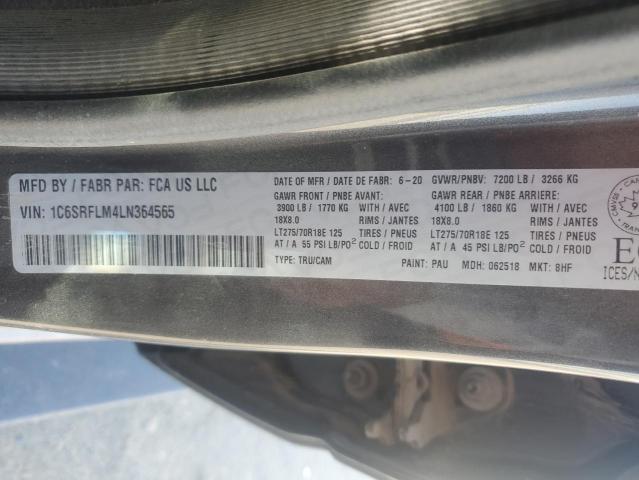 MFD BY / FABR PAR: FCA US LLC
VIN: 1C6SRFLM4LN364565
DATE OF MFR / DATE DE FABR: 6-20
GVWR/PNBV: 7200 LB / 3266 KG
GAWR FRONT / PNBE AVANT:
3900 LB / 1770 KG WITH / AVEC
18X8.0 RIMS / JANTES
LT275/70R18E 125 TIRES / PNEUS
AT / A 55 PSI LB/PO² COLD / FROID
GAWR REAR / PNBE ARRIERE:
4100 LB / 1860 KG WITH / AVEC
18X8.0 RIMS / JANTES
LT275/70R18E 125 TIRES / PNEUS
AT / A 45 PSI LB/PO² COLD / FROID
TYPE: TRU/CAM
PAINT: PAU MDH: 062518 MKT: 8HF